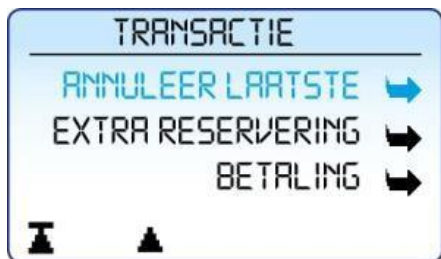 TRANSACTIE
ANNULEER LAATSTE
EXTRA RESERVERING
BETALING